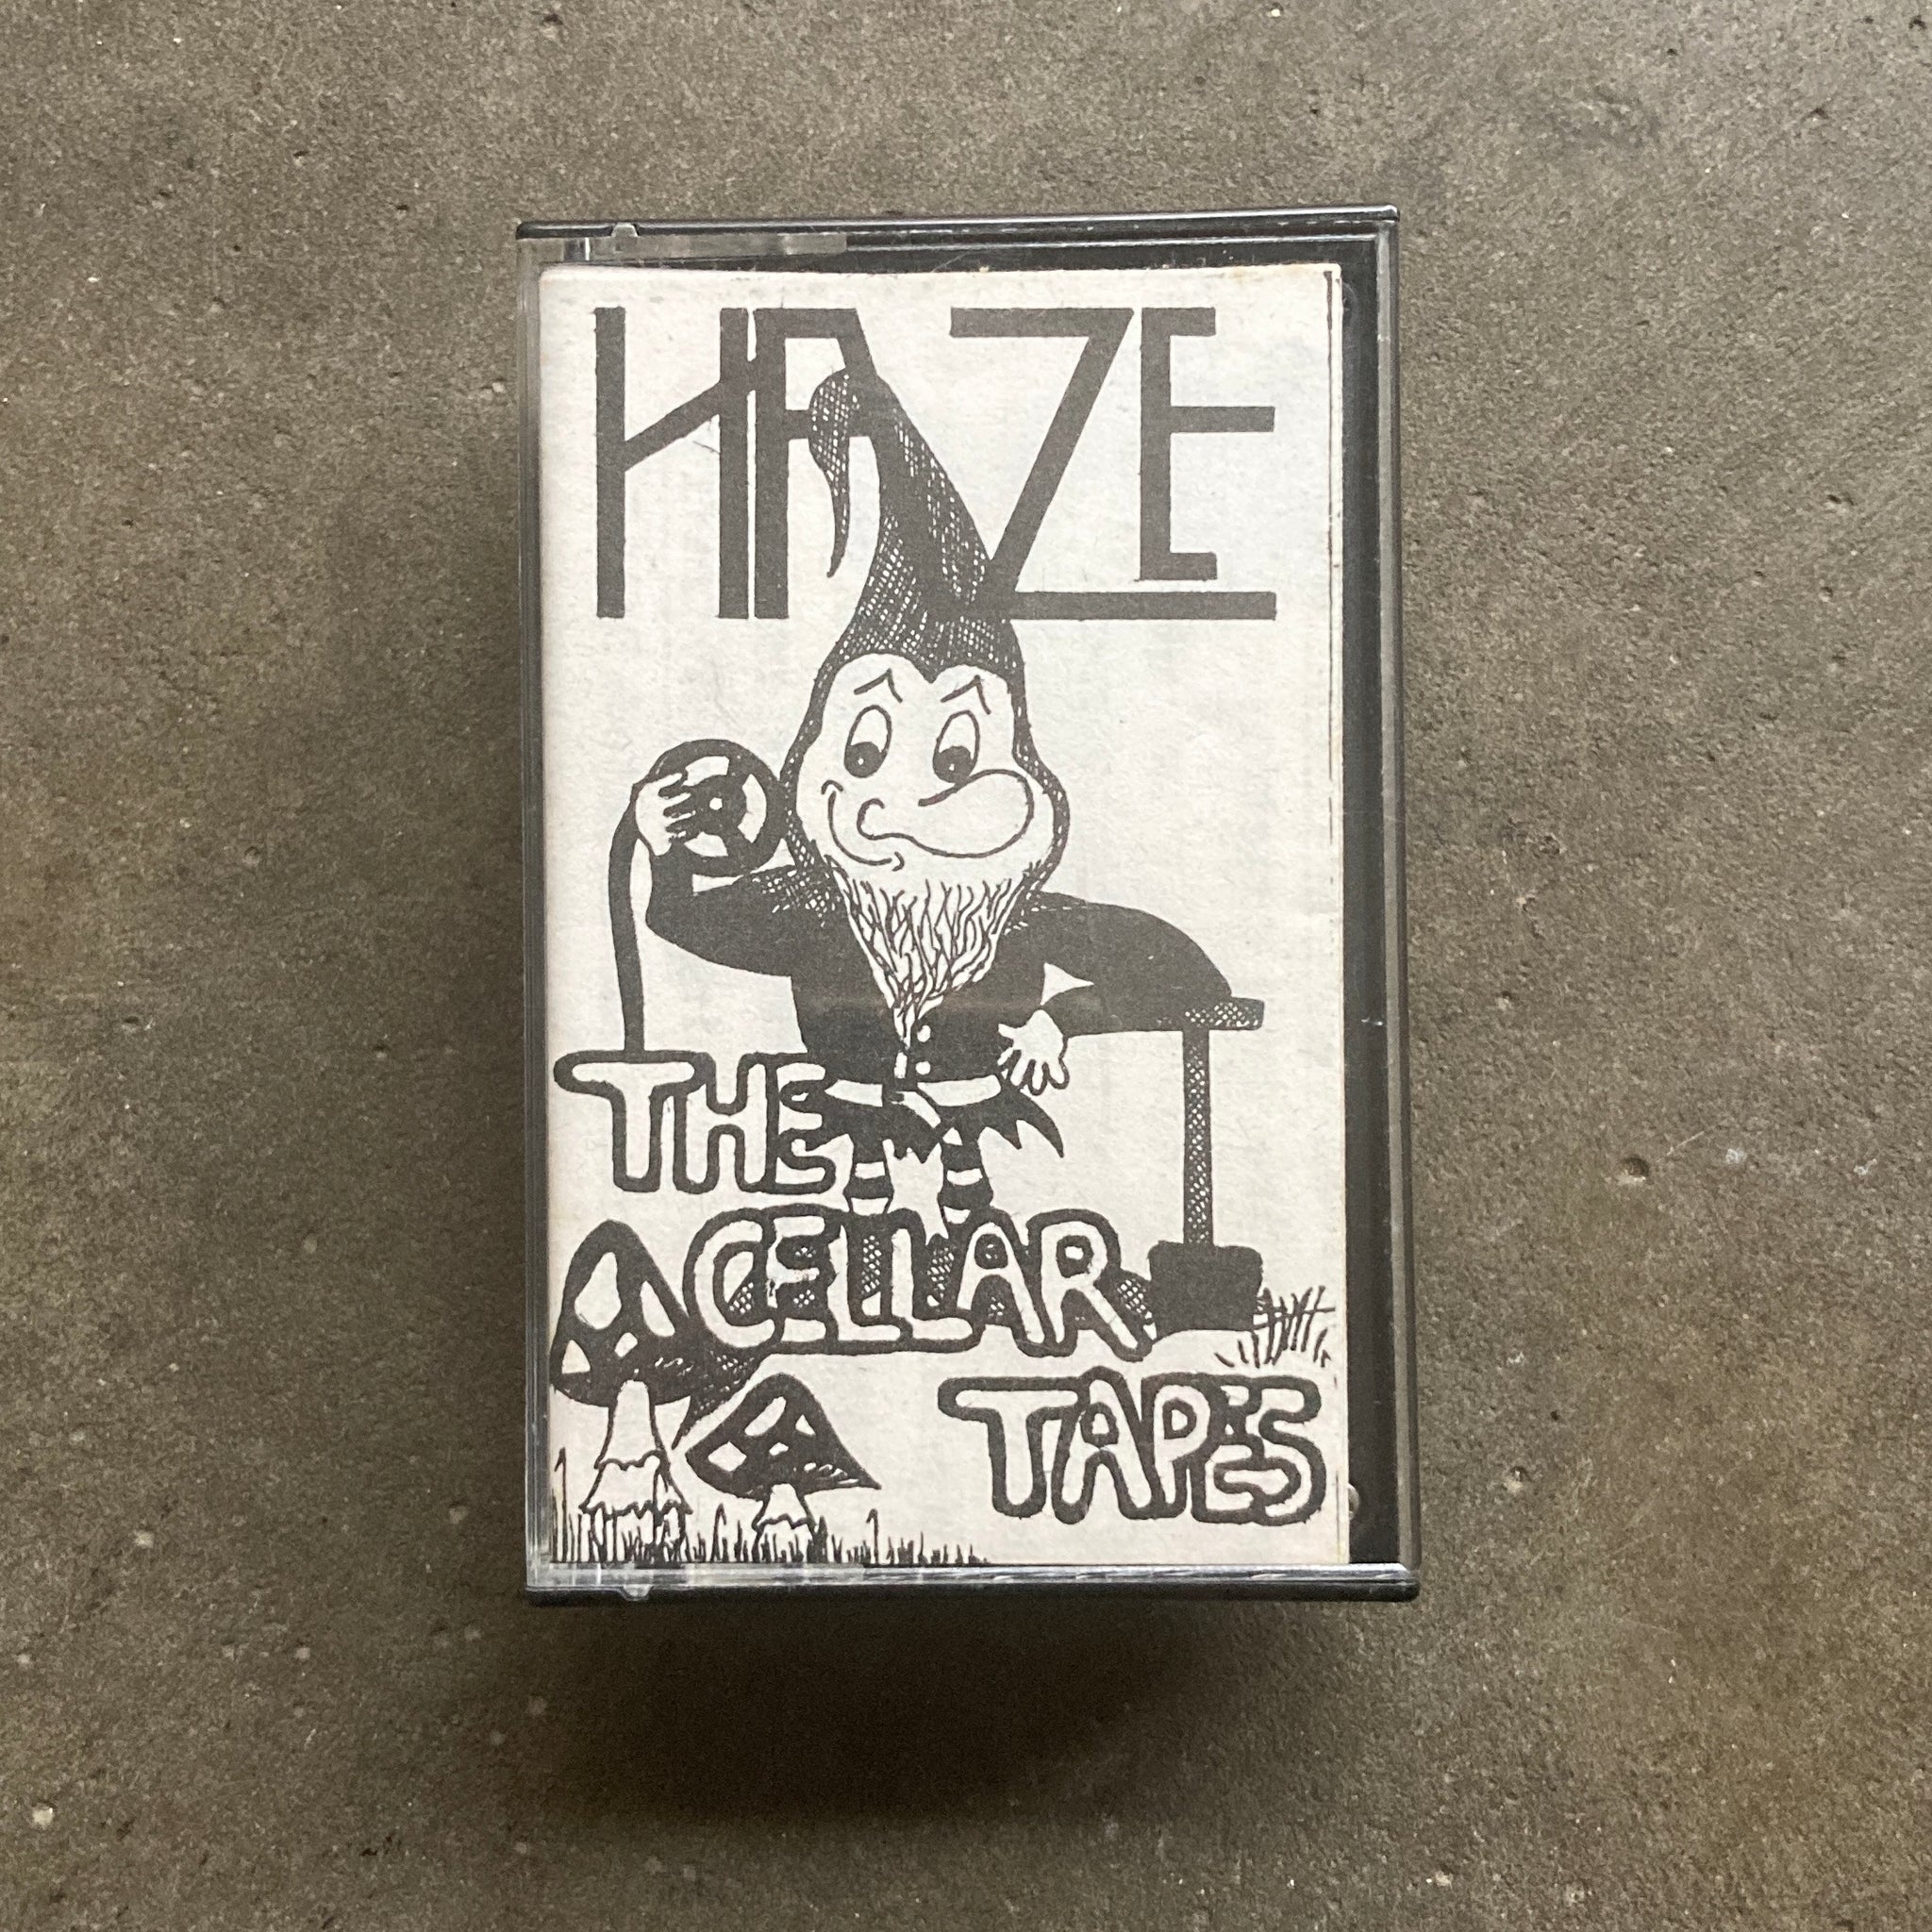 HAZE
THE
CELLAR
TAPES